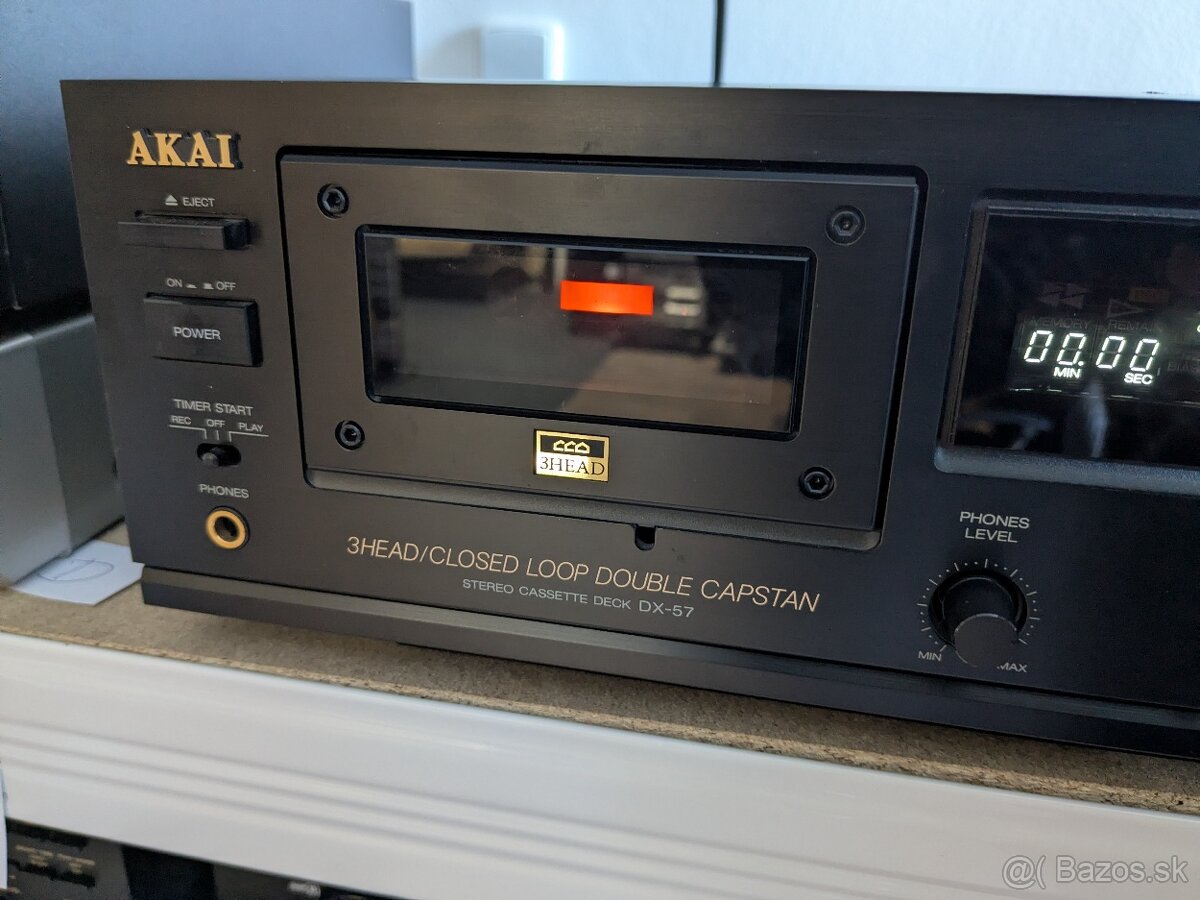 AKAI
EJECT
ON OFF
POWER
TIMER START
REC OFF PLAY
PHONES
3HEAD
3HEAD/CLOSED LOOP DOUBLE CAPSTAN
STEREO CASSETTE DECK DX-57
MEMORY REMAIN
00.00
MIN SEC
PHONES
LEVEL
MIN MAX
@( Bazos.sk